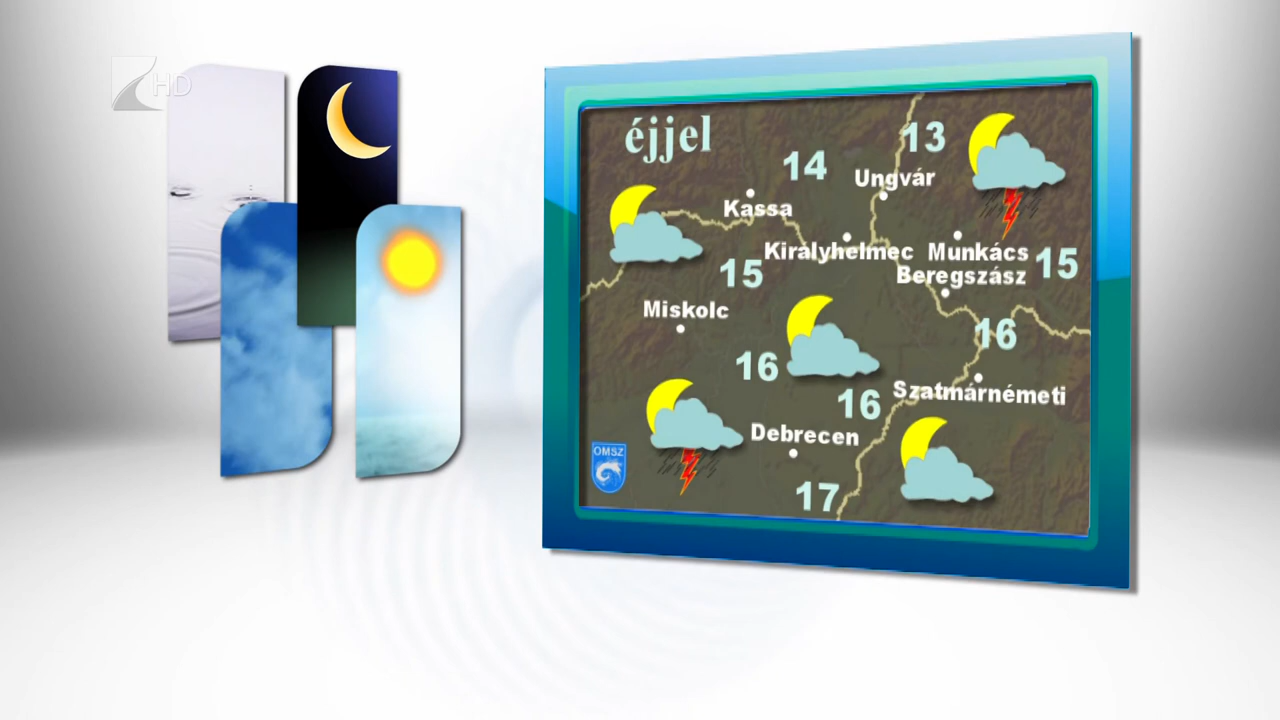 HD
éjjel
13
14
Ungvár
Kassa
Királyhelmec
Munkács
15
15
Beregszász
Miskolc
16
16
16
Szatmárnémeti
Debrecen
OMSZ
17